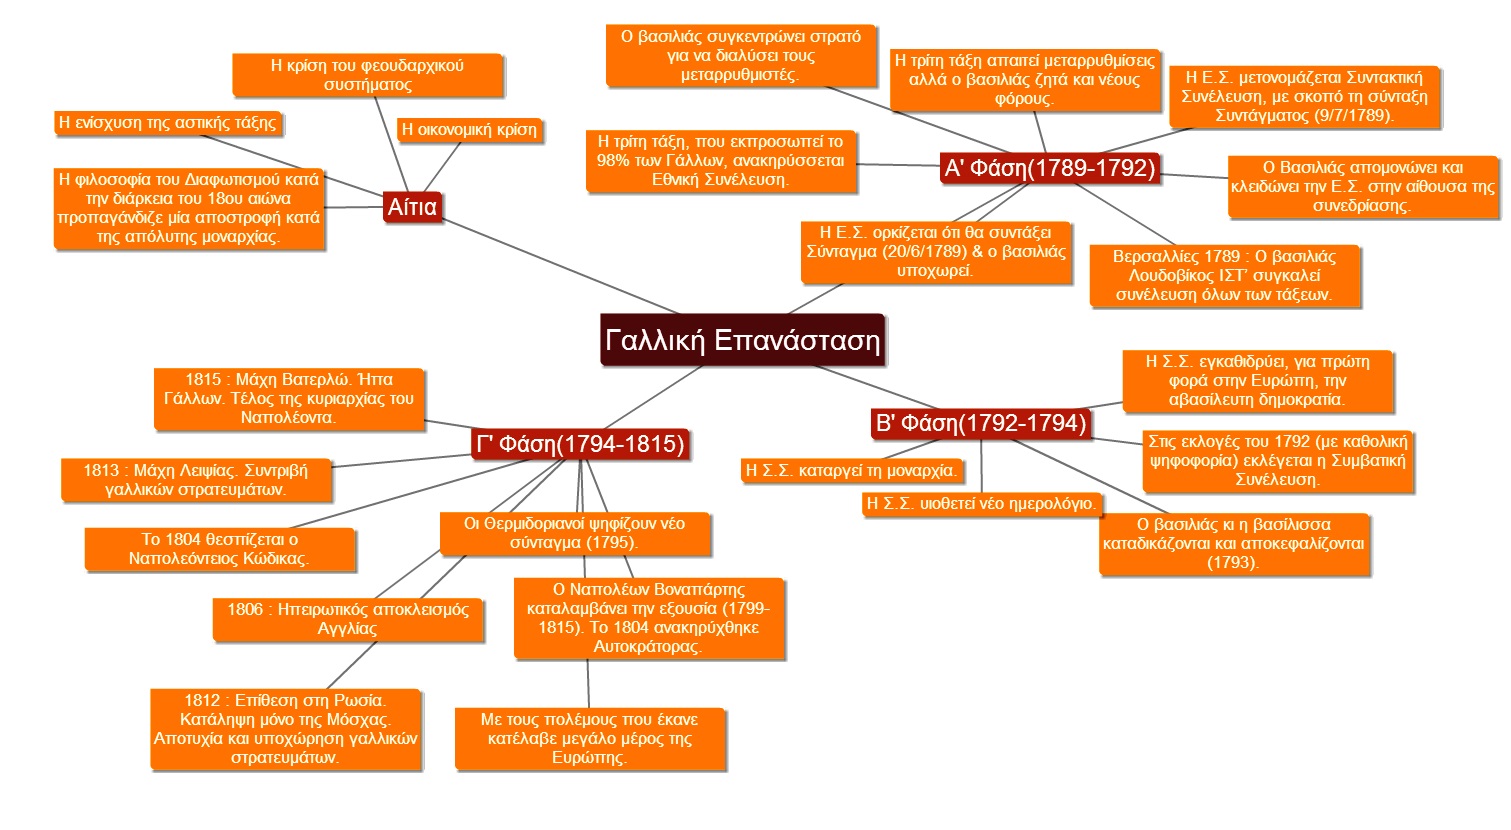 Γαλλική Επανάσταση
Αίτια
Η κρίση του φεουδαρχικού
συστήματος
Η ενίσχυση της αστικής τάξης
Η οικονομική κρίση
Η φιλοσοφία του Διαφωτισμού κατά
την διάρκεια του 18ου αιώνα
προπαγάνδιζε μία αποστροφή κατά
της απόλυτης μοναρχίας.
Α' Φάση(1789-1792)
Ο βασιλιάς συγκεντρώνει στρατό
για να διαλύσει τους
μεταρρυθμιστές.
Η τρίτη τάξη απαιτεί μεταρρυθμίσεις
αλλά ο βασιλιάς ζητά και νέους
φόρους.
Η Ε.Σ. μετονομάζεται Συντακτική
Συνέλευση, με σκοπό τη σύνταξη
Συντάγματος (9/7/1789).
Η τρίτη τάξη, που εκπροσωπεί το
98% των Γάλλων, ανακηρύσσεται
Εθνική Συνέλευση.
Ο Βασιλιάς απομονώνει και
κλειδώνει την Ε.Σ. στην αίθουσα της
συνεδρίασης.
Η Ε.Σ. ορκίζεται ότι θα συντάξει
Σύνταγμα (20/6/1789) & ο βασιλιάς
υποχωρεί.
Βερσαλλίες 1789 : Ο βασιλιάς
Λουδοβίκος ΙΣΤ' συγκαλεί
συνέλευση όλων των τάξεων.
Β' Φάση(1792-1794)
Η Σ.Σ. εγκαθιδρύει, για πρώτη
φορά στην Ευρώπη, την
αβασίλευτη δημοκρατία.
Στις εκλογές του 1792 (με καθολική
ψηφοφορία) εκλέγεται η Συμβατική
Συνέλευση.
Η Σ.Σ. καταργεί τη μοναρχία.
Η Σ.Σ. υιοθετεί νέο ημερολόγιο.
Ο βασιλιάς κι η βασίλισσα
καταδικάζονται και αποκεφαλίζονται
(1793).
Γ' Φάση(1794-1815)
1815 : Μάχη Βατερλώ. Ήττα
Γάλλων. Τέλος της κυριαρχίας του
Ναπολέοντα.
1813 : Μάχη Λειψίας. Συντριβή
γαλλικών στρατευμάτων.
Το 1804 θεσπίζεται ο
Ναπολεόντειος Κώδικας.
Οι Θερμιδοριανοί ψηφίζουν νέο
σύνταγμα (1795).
Ο Ναπολέων Βοναπάρτης
καταλαμβάνει την εξουσία (1799-
1815). Το 1804 ανακηρύχθηκε
Αυτοκράτορας.
1806 : Ηπειρωτικός αποκλεισμός
Αγγλίας
1812 : Επίθεση στη Ρωσία.
Κατάληψη μόνο της Μόσχας.
Αποτυχία και υποχώρηση γαλλικών
στρατευμάτων.
Με τους πολέμους που έκανε
κατέλαβε μεγάλο μέρος της
Ευρώπης.